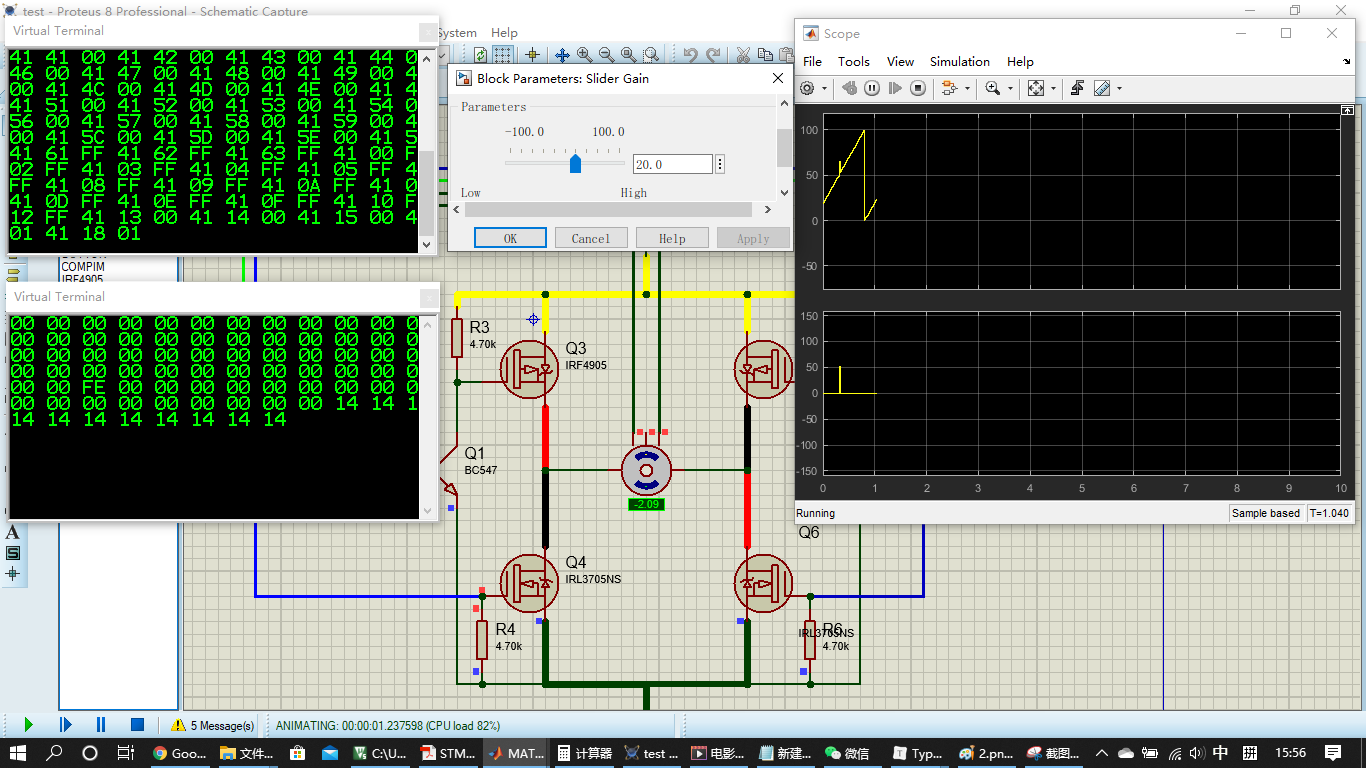 test - Proteus 8 Professional - Schematic Capture
Virtual Terminal
System Help
41 41 00 41 42 00 41 43 00 41 44 0
46 00 41 47 00 41 48 00 41 49 00 4
00 41 4C 00 41 4D 00 41 4E 00 41 4
41 51 00 41 52 00 41 53 00 41 54 0
56 00 41 57 00 41 58 00 41 59 00 4
00 41 5C 00 41 5D 00 41 5E 00 41 5
41 61 FF 41 62 FF 41 63 FF 41 00 F
02 FF 41 03 FF 41 04 FF 41 05 FF 4
FF 41 08 FF 41 09 FF 41 0A FF 41 0
41 0D FF 41 0E FF 41 0F FF 41 10 F
12 FF 41 13 00 41 14 00 41 15 00 4
01 41 18 01
Block Parameters: Slider Gain
Parameters
-100.0 100.0
20.0
Low High
OK Cancel Help Apply
Scope
File Tools View Simulation Help
100
50
0
-50
150
100
50
0
-50
-100
-150
0 1 2 3 4 5 6 7 8 9 10
Running Sample based T=1.040
COMPIM
IRF4905
Virtual Terminal
00 00 00 00 00 00 00 00 00 00 00 0
00 00 00 00 00 00 00 00 00 00 00 0
00 00 00 00 00 00 00 00 00 00 00 0
00 00 00 00 00 00 00 00 00 00 00 0
00 00 FE 00 00 00 00 00 00 00 00 0
00 00 00 00 00 00 00 00 00 14 14 1
14 14 14 14 14 14 14 14
R3
4.70k
Q3
IRF4905
Q1
BC547
-2.09
Q4
IRL3705NS
R4
4.70k
Q6
IRL3705NS
R6
4.70k
5 Message(s) ANIMATING: 00:00:01.237598 (CPU load 82%)
Goo... 文件... C:\U... STM... MAT... 计算器 test ... 电影... 新建... 微信 Typ... 2.pn... 截图... 中 拼 15:56